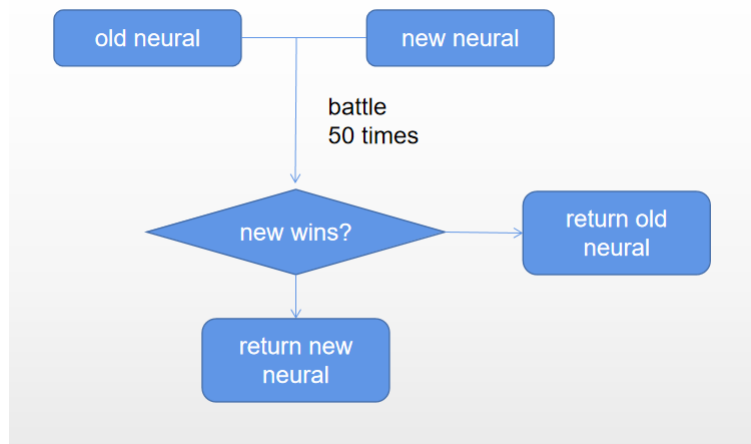 old neural
new neural
battle
50 times
new wins?
return old
neural
return new
neural